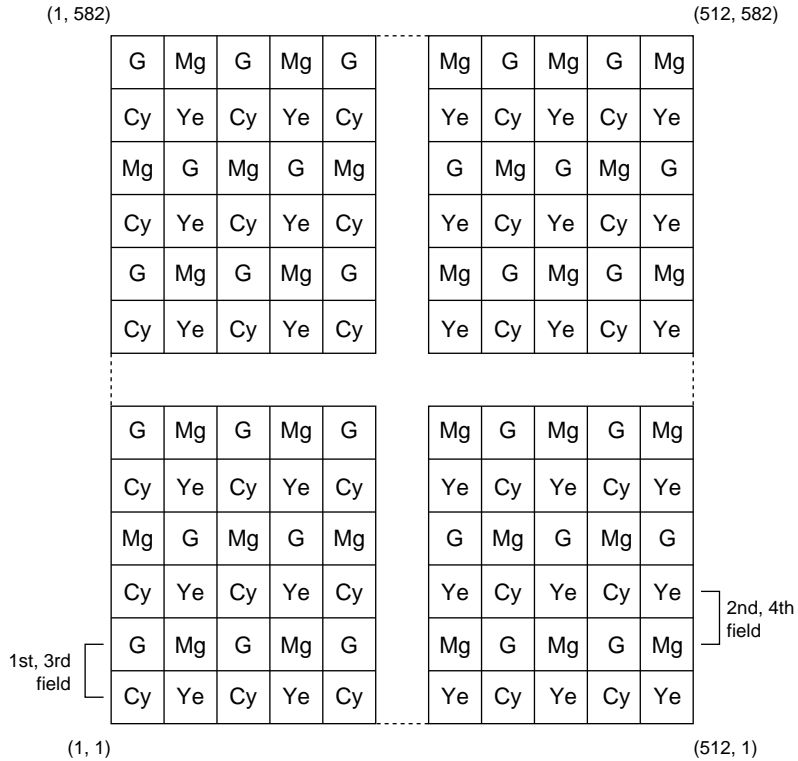 (1, 582) (512, 582)
G Mg G Mg G Mg G Mg G Mg
Cy Ye Cy Ye Cy Ye Cy Ye Cy Ye
Mg G Mg G Mg G Mg G Mg G
Cy Ye Cy Ye Cy Ye Cy Ye Cy Ye
G Mg G Mg G Mg G Mg G Mg
Cy Ye Cy Ye Cy Ye Cy Ye Cy Ye
G Mg G Mg G Mg G Mg G Mg
Cy Ye Cy Ye Cy Ye Cy Ye Cy Ye
Mg G Mg G Mg G Mg G Mg G
Cy Ye Cy Ye Cy Ye Cy Ye Cy Ye
2nd, 4th
field
G Mg G Mg G Mg G Mg G Mg
1st, 3rd
field
Cy Ye Cy Ye Cy Ye Cy Ye Cy Ye
(1, 1) (512, 1)